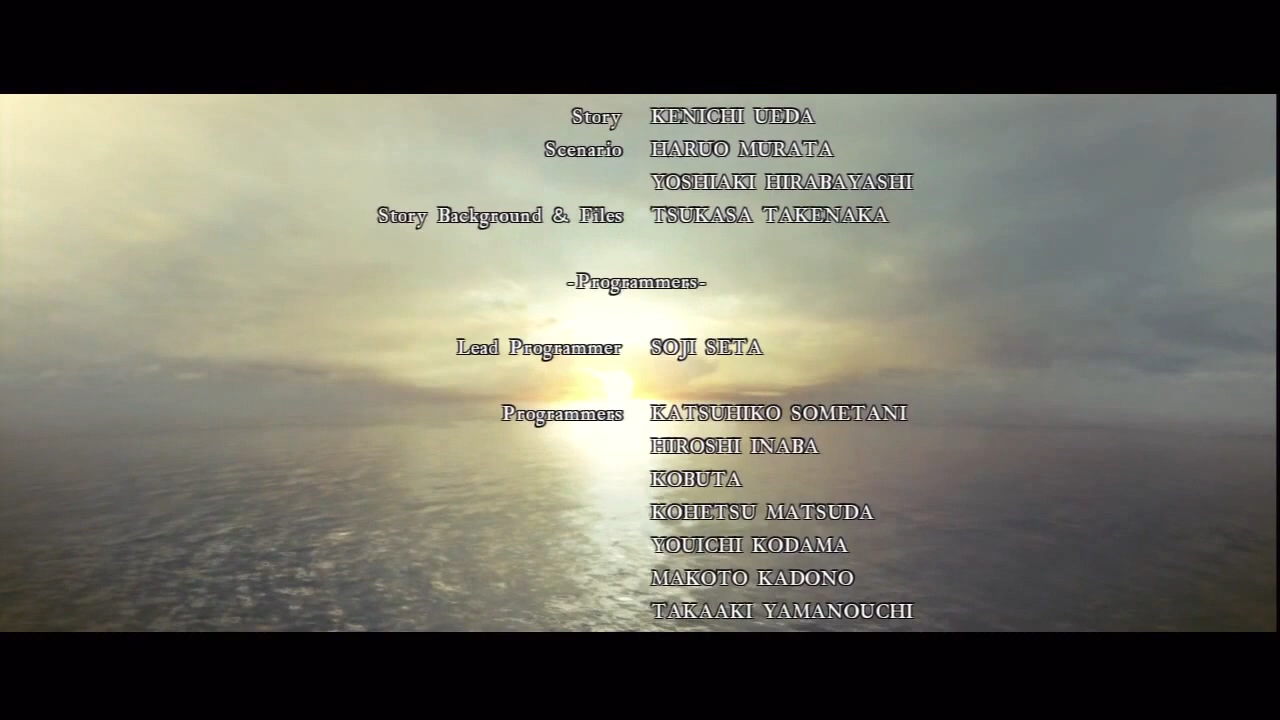 Story KENICHI UEDA
Scenario HARUO MURATA
YOSHIAKI HIRABAYASHI
Story Background & Files TSUKASA TAKENAKA
-Programmers-
Lead Programmer SOJI SETA
Programmers KATSUHIKO SOMETANI
HIROSHI INABA
KOBUTA
KOHETSU MATSUDA
YOUICHI KODAMA
MAKOTO KADONO
TAKAAKI YAMANOUCHI